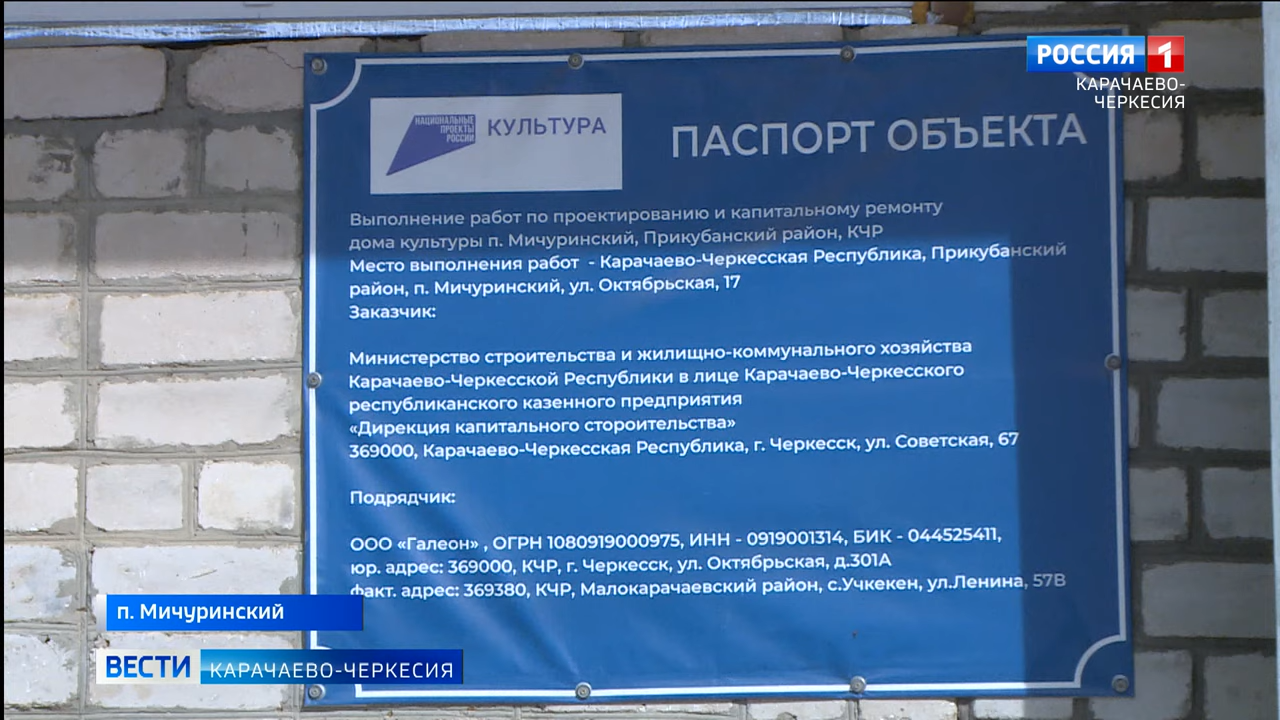 РОССИЯ 1
КАРАЧАЕВО-
ЧЕРКЕСИЯ
НАЦИОНАЛЬНЫЕ
ПРОЕКТЫ
РОССИИ
КУЛЬТУРА
ПАСПОРТ ОБЪЕКТА
Выполнение работ по проектированию и капитальному ремонту
дома культуры п. Мичуринский, Прикубанский район, КЧР
Место выполнения работ - Карачаево-Черкесская Республика, Прикубанский
район, п. Мичуринский, ул. Октябрьская, 17
Заказчик:
Министерство строительства и жилищно-коммунального хозяйства
Карачаево-Черкесской Республики в лице Карачаево-Черкесского
республиканского казенного предприятия
«Дирекция капитального стороительства»
369000, Карачаево-Черкесская Республика, г. Черкесск, ул. Советская, 67
Подрядчик:
ООО «Галеон» , ОГРН 1080919000975, ИНН - 0919001314, БИК - 044525411,
юр. адрес: 369000, КЧР, г. Черкесск, ул. Октябрьская, д.301А
факт. адрес: 369380, КЧР, Малокарачаевский район, с.Учкекен, ул.Ленина, 57В
п. Мичуринский
ВЕСТИ КАРАЧАЕВО-ЧЕРКЕСИЯ